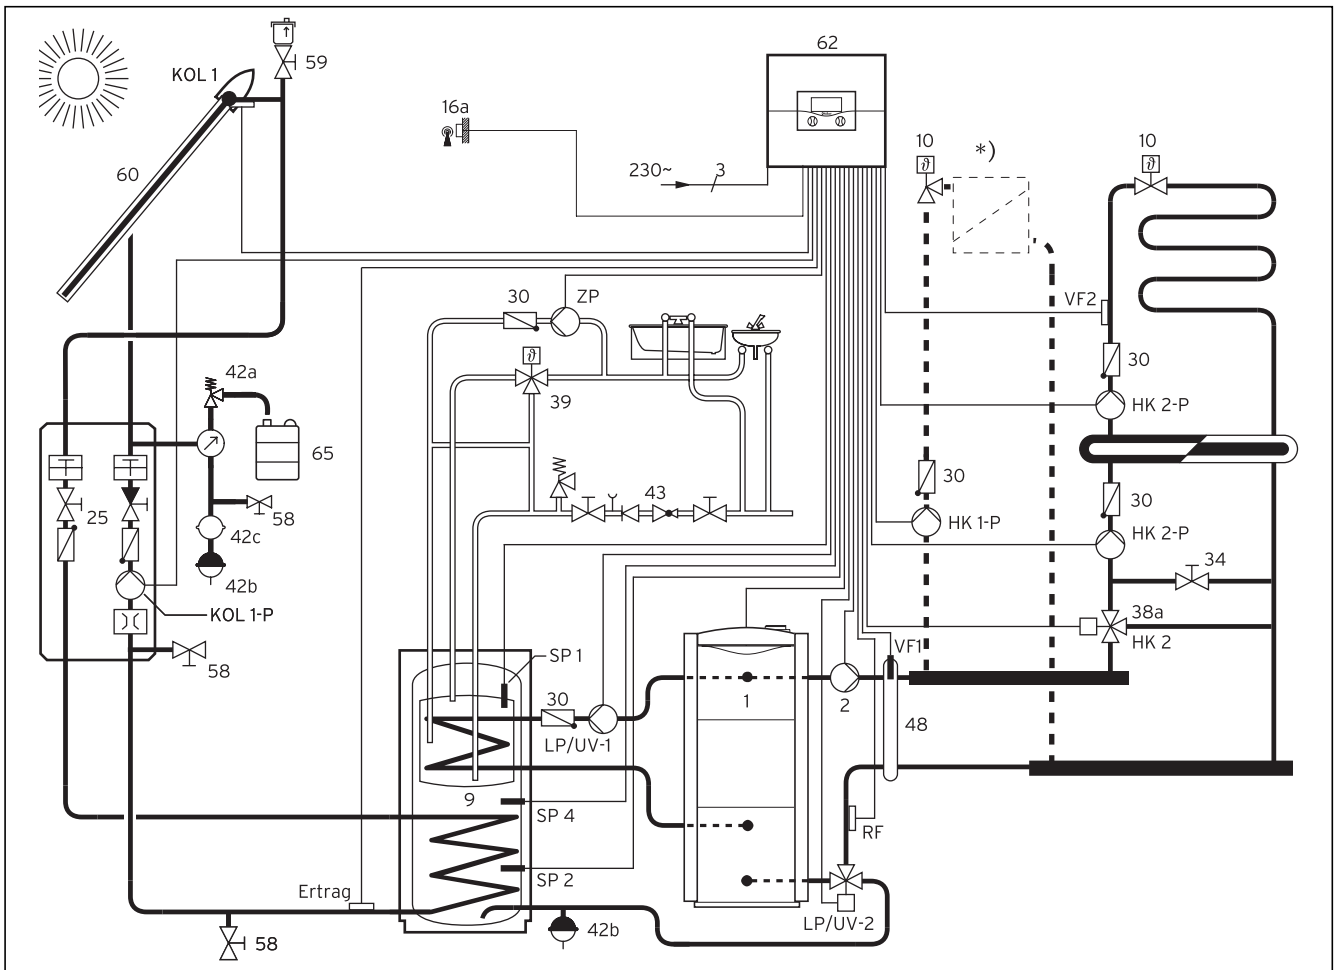 62
59
KOL 1
16a
10
*)
10
60
230~
3
ϑ
ϑ
30
ZP
VF2
ϑ
30
42a
39
HK 2-P
65
30
43
30
25
58
HK 1-P
42c
HK 2-P
34
42b
KOL 1-P
38a
HK 2
VF1
SP 1
58
30
1
2
48
LP/UV-1
9
SP 4
RF
SP 2
Ertrag
LP/UV-2
58
42b